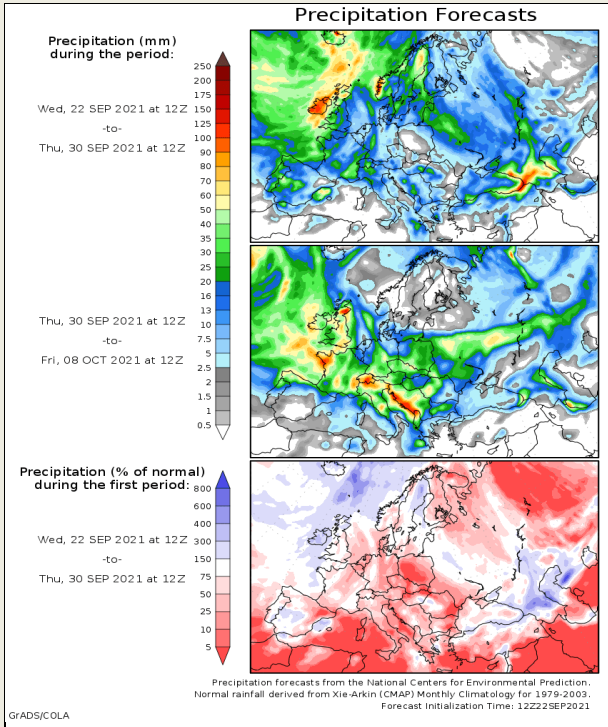 Precipitation Forecasts
Precipitation (mm)
during the period:
Wed, 22 SEP 2021 at 12Z
-to-
Thu, 30 SEP 2021 at 12Z
250
200
175
150
125
100
90
80
70
60
50
40
35
30
25
20
16
13
10
7.5
5
2.5
2
1.5
1
0.5
Thu, 30 SEP 2021 at 12Z
-to-
Fri, 08 OCT 2021 at 12Z
Precipitation (% of normal)
during the first period:
Wed, 22 SEP 2021 at 12Z
-to-
Thu, 30 SEP 2021 at 12Z
800
600
400
300
150
75
50
25
10
5
Precipitation forecasts from the National Centers for Environmental Prediction.
Normal rainfall derived from Xie-Arkin (CMAP) Monthly Climatology for 1979-2003.
Forecast Initialization Time: 12Z22SEP2021
GrADS/COLA